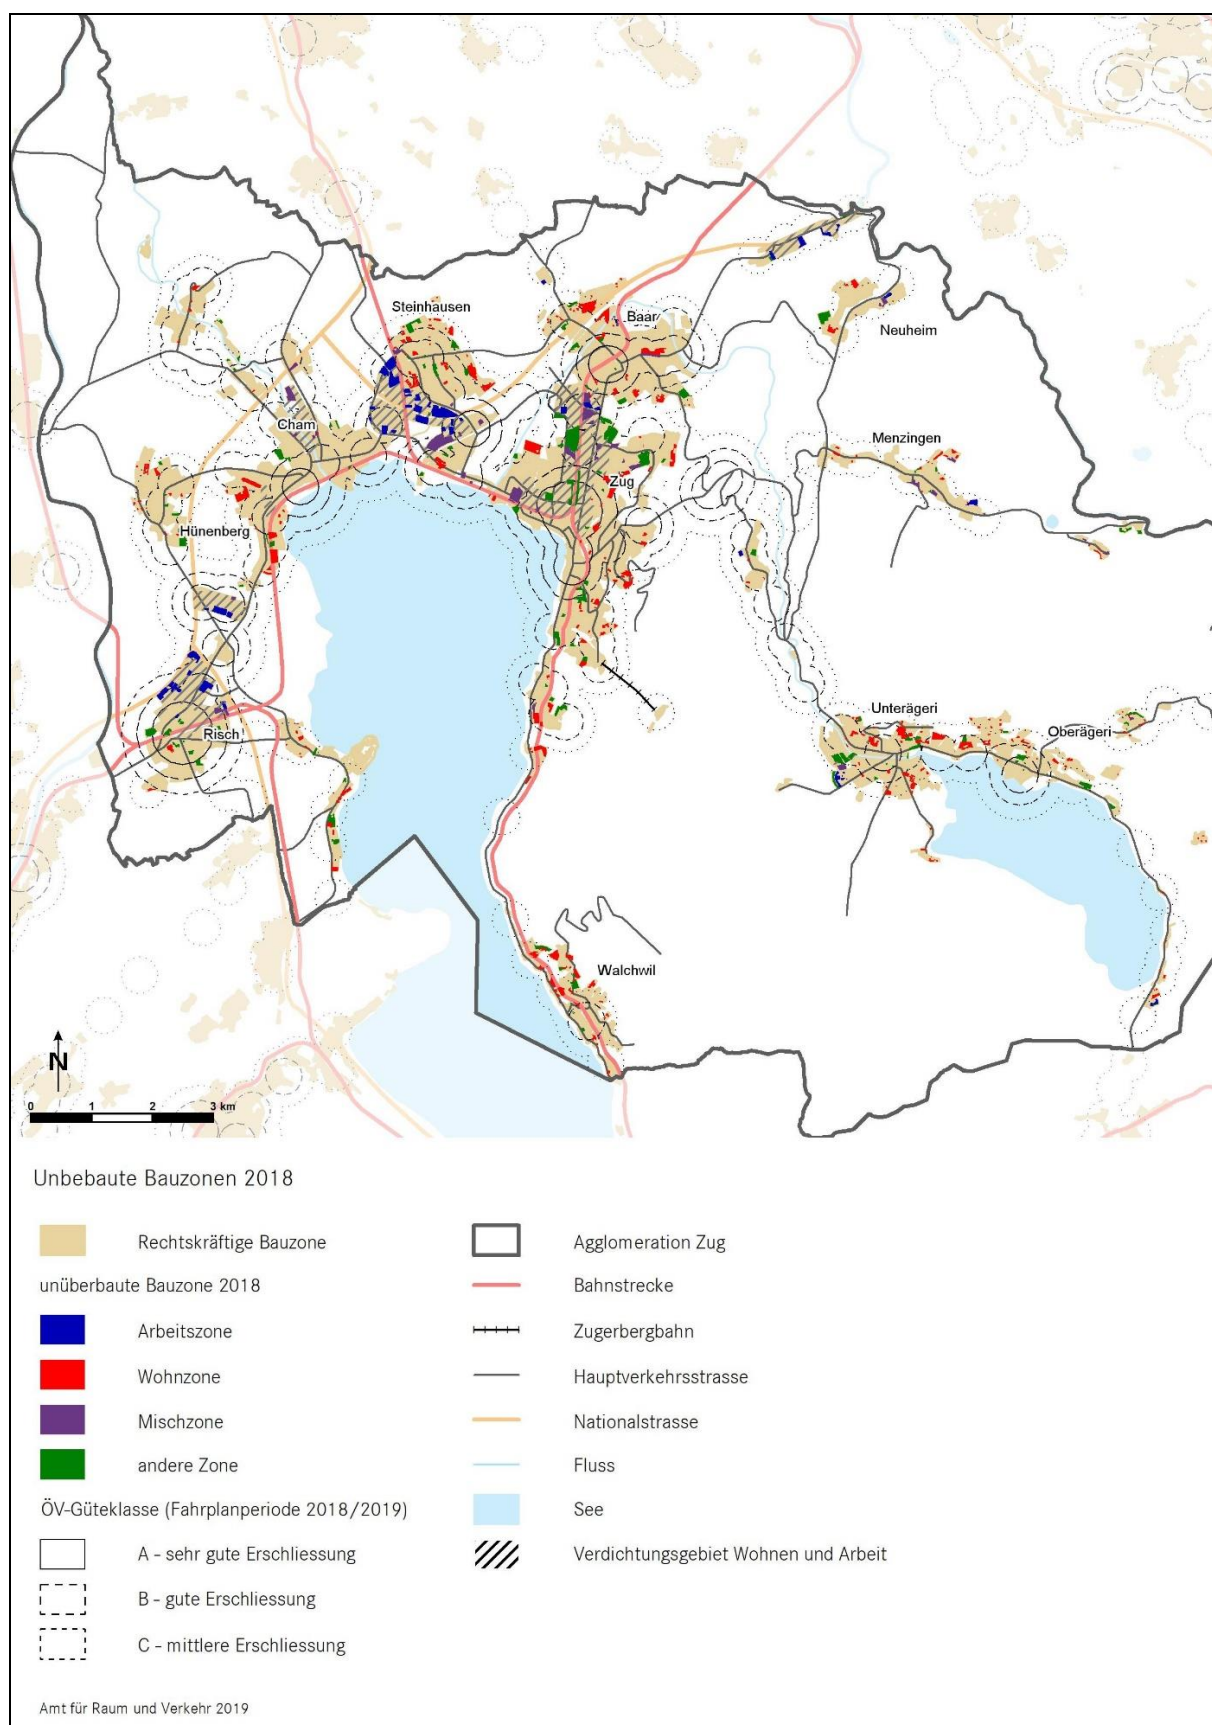 Steinhausen
Baar
Neuheim
Cham
Menzingen
Zug
Hünenberg
Unterägeri
Oberägeri
Risch
Walchwil
N
0 1 2 3 km
Unbebaute Bauzonen 2018
Rechtskräftige Bauzone
unüberbaute Bauzone 2018
Arbeitszone
Wohnzone
Mischzone
andere Zone
ÖV-Güteklasse (Fahrplanperiode 2018/2019)
A - sehr gute Erschliessung
B - gute Erschliessung
C - mittlere Erschliessung
Agglomeration Zug
Bahnstrecke
Zugerbergbahn
Hauptverkehrsstrasse
Nationalstrasse
Fluss
See
Verdichtungsgebiet Wohnen und Arbeit
Amt für Raum und Verkehr 2019